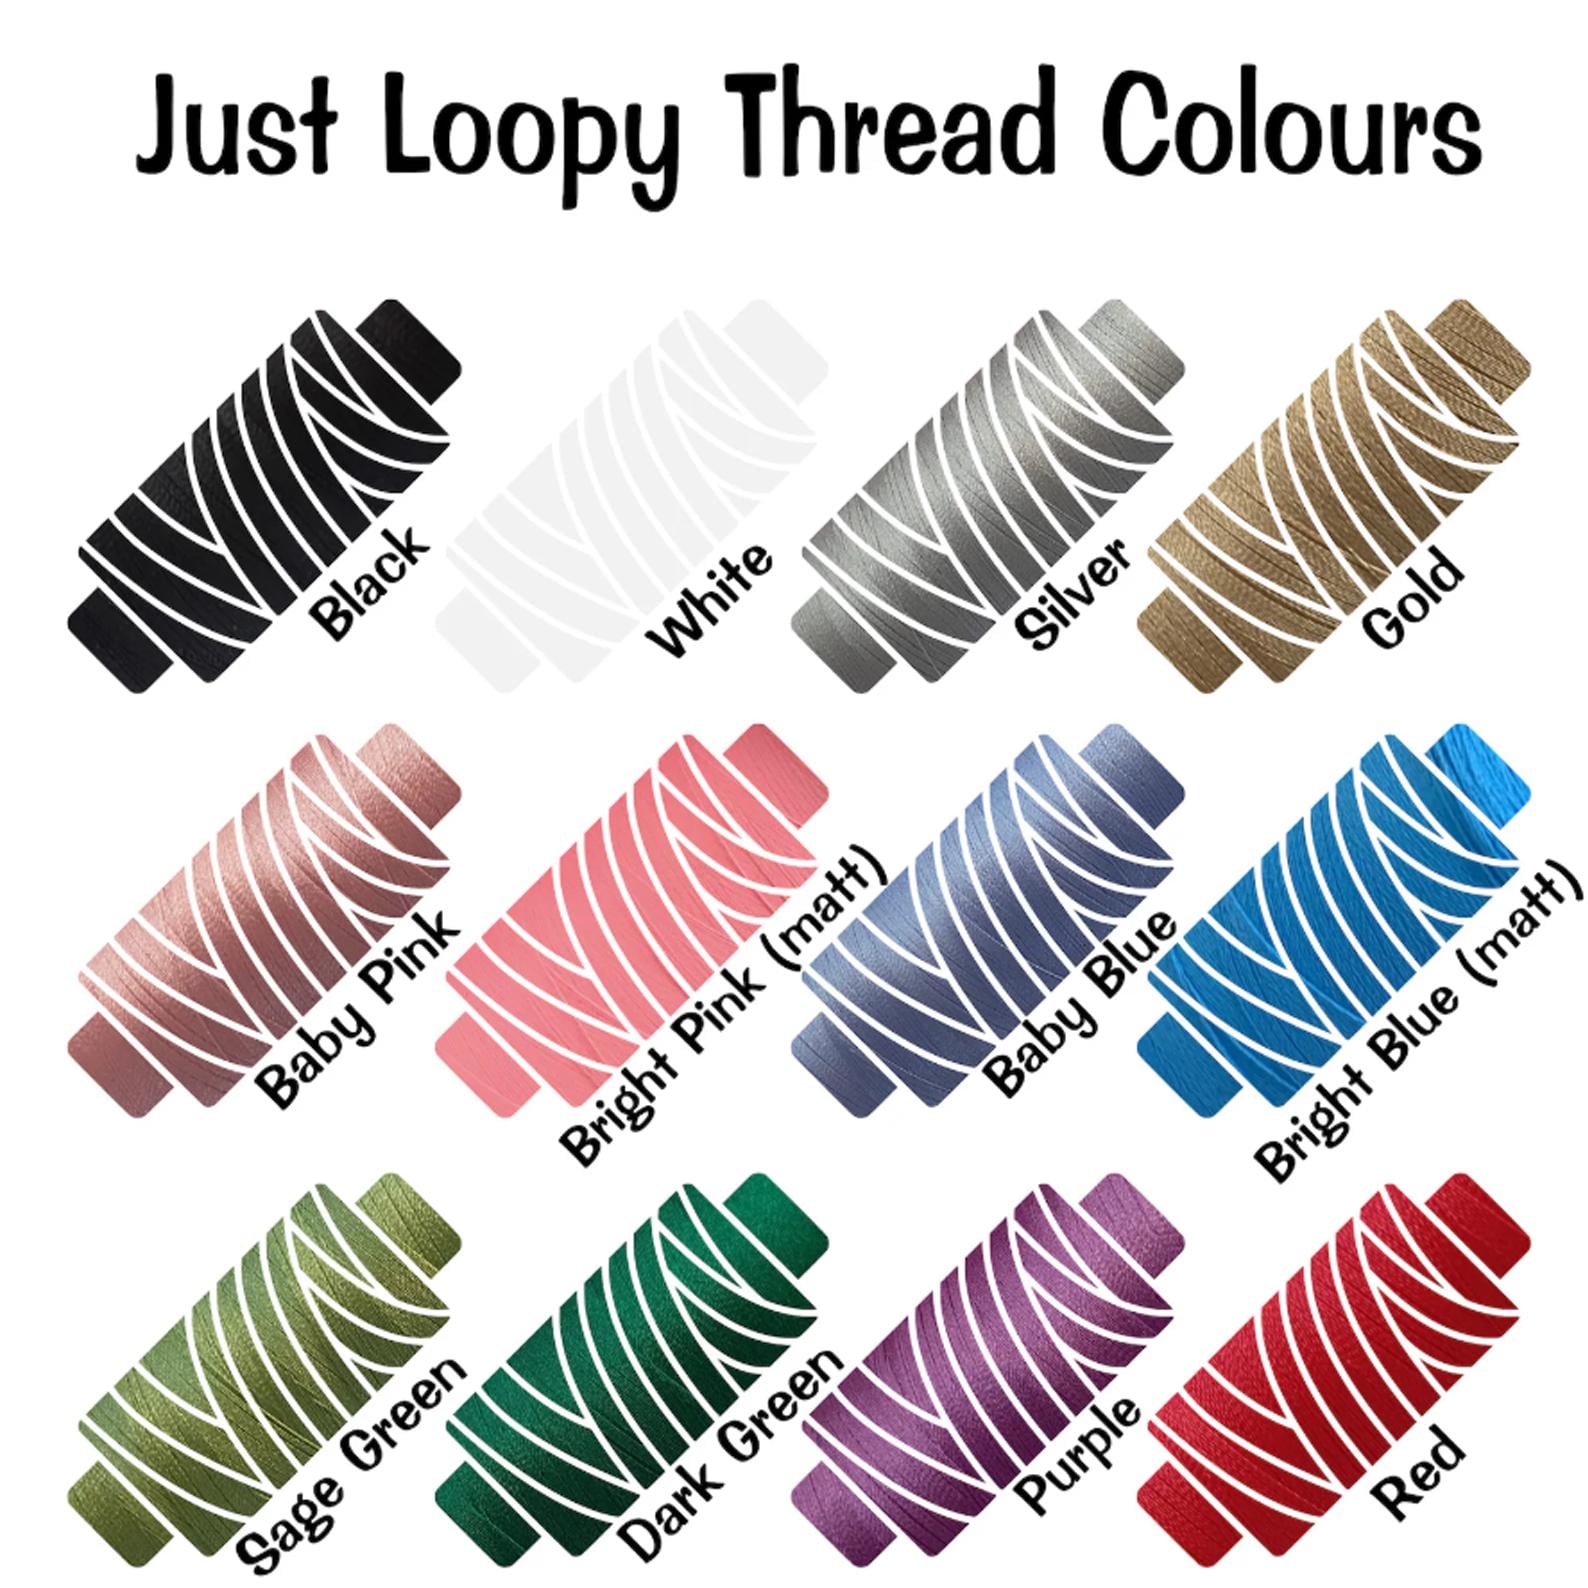 Just Loopy Thread Colours
Black
White
Silver
Gold
Baby Pink
Bright Pink (matt)
Baby Blue
Bright Blue (matt)
Sage Green
Dark Green
Purple
Red